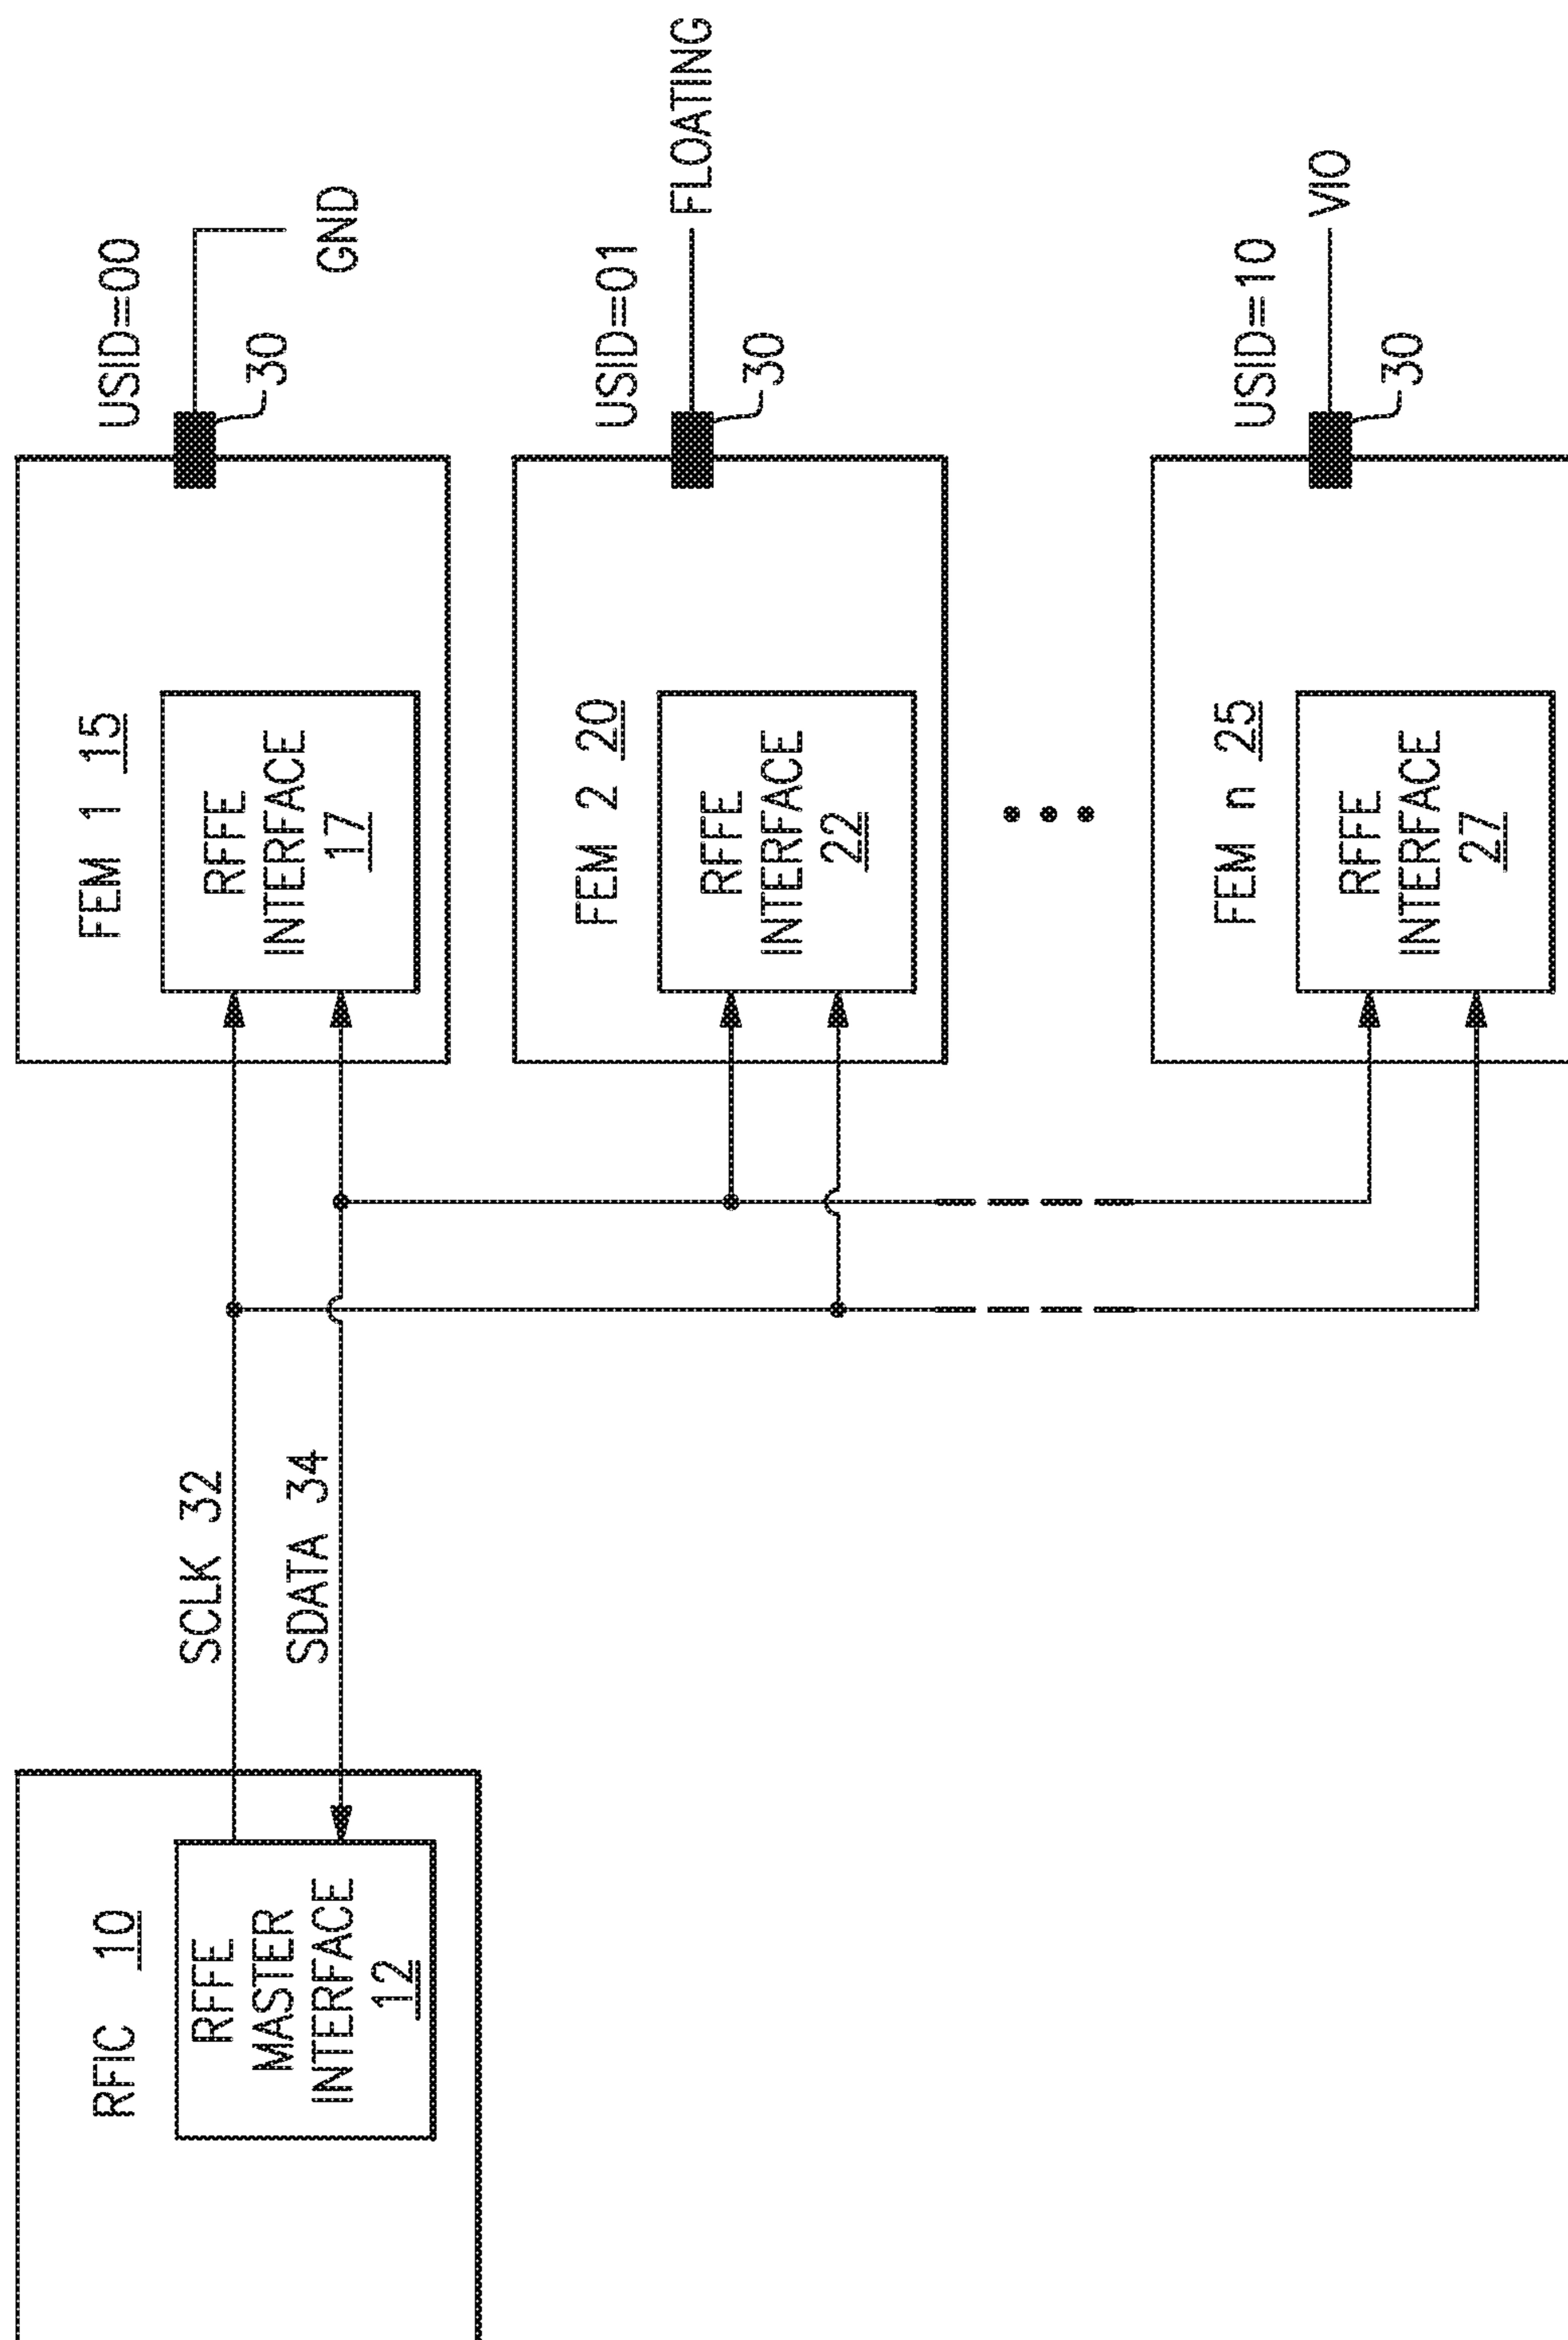 RFIC 10
RFFE
MASTER
INTERFACE
12
SCLK 32
SDATA 34
FEM 1 15
RFFE
INTERFACE
17
USID=00
30
GND
FEM 2 20
RFFE
INTERFACE
22
USID=01
30
FLOATING
FEM n 25
RFFE
INTERFACE
27
USID=10
30
VIO